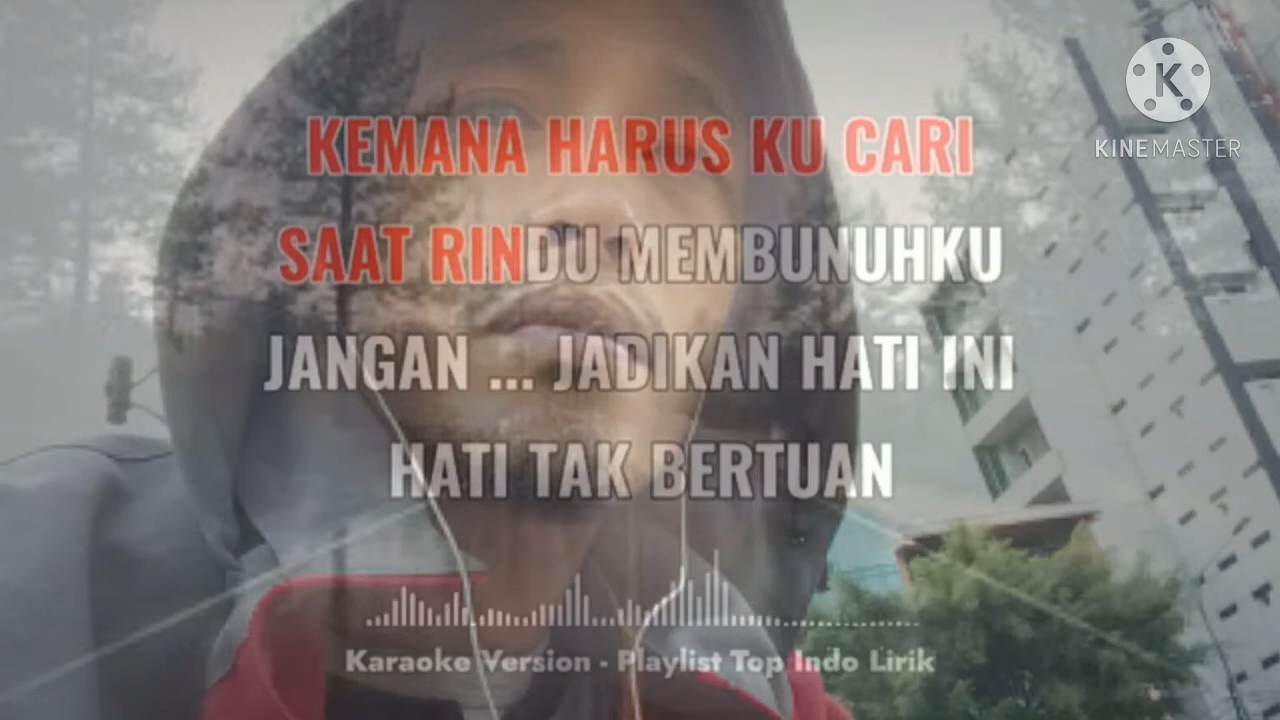 K
KINEMASTER
KEMANA HARUS KU CARI
SAAT RINDU MEMBUNUHKU
JANGAN ... JADIKAN HATI INI
HATI TAK BERTUAN
Karaoke Version - Playlist Top Indo Lirik